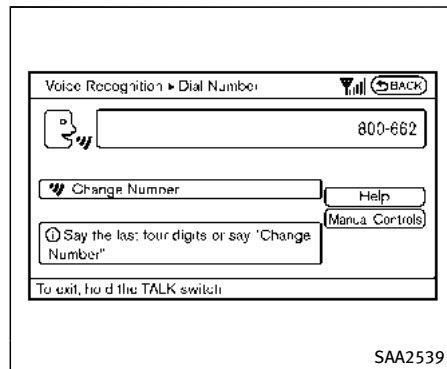 Voice Recognition ▸ Dial Number
BACK
800-662
Change Number
Help
Manual Controls
Say the last four digits or say "Change
Number"
To exit, hold the TALK switch
SAA2539